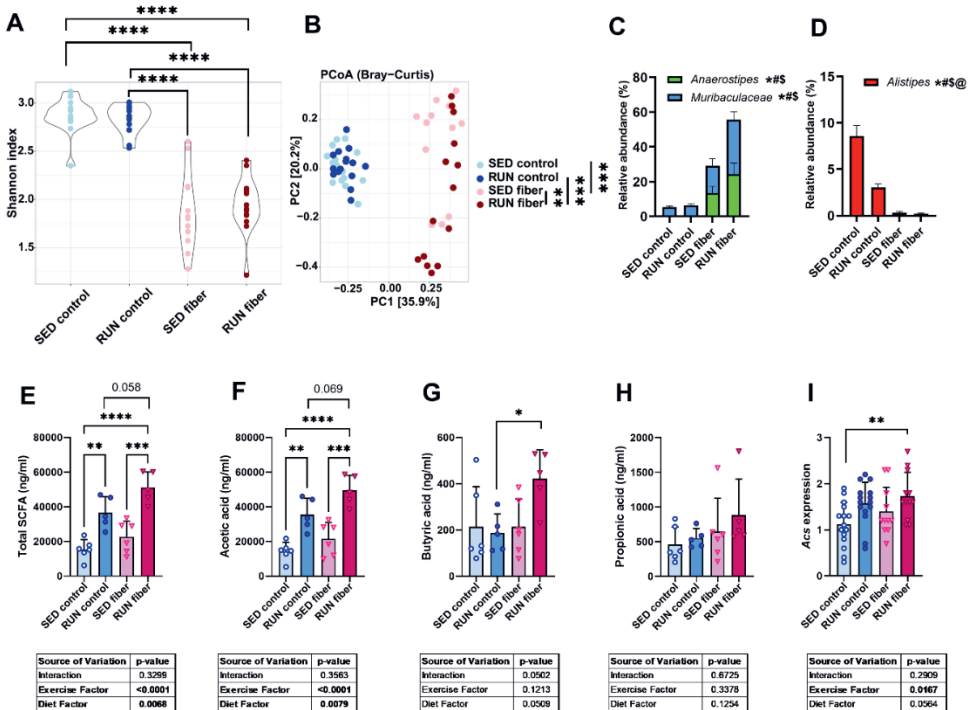 A
****
****
****
****
Shannon index
3.0
2.5
2.0
1.5
SED control
RUN control
SED fiber
RUN fiber
B
PCoA (Bray−Curtis)
PC2 [20.2%]
0.2
0.0
−0.2
−0.4
−0.25
0.00
0.25
PC1 [35.9%]
SED control
RUN control
SED fiber
RUN fiber
**
***
***
C
Relative abundance (%)
80
60
40
20
0
Anaerostipes *#$
Muribaculaceae *#$
SED control
RUN control
SED fiber
RUN fiber
D
Relative abundance (%)
15
10
5
0
Alistipes *#$@
SED control
RUN control
SED fiber
RUN fiber
E
0.058
****
**
***
Total SCFA (ng/ml)
80000
60000
40000
20000
0
SED control
RUN control
SED fiber
RUN fiber
Source of Variation p-value
Interaction 0.3299
Exercise Factor <0.0001
Diet Factor 0.0068
F
0.069
****
**
***
Acetic acid (ng/ml)
80000
60000
40000
20000
0
SED control
RUN control
SED fiber
RUN fiber
Source of Variation p-value
Interaction 0.3563
Exercise Factor <0.0001
Diet Factor 0.0079
G
*
Butyric acid (ng/ml)
600
400
200
0
SED control
RUN control
SED fiber
RUN fiber
Source of Variation p-value
Interaction 0.0502
Exercise Factor 0.1213
Diet Factor 0.0509
H
Propionic acid (ng/ml)
2000
1500
1000
500
0
SED control
RUN control
SED fiber
RUN fiber
Source of Variation p-value
Interaction 0.6725
Exercise Factor 0.3378
Diet Factor 0.1254
I
**
Acs expression
3
2
1
0
SED control
RUN control
SED fiber
RUN fiber
Source of Variation p-value
Interaction 0.2909
Exercise Factor 0.0167
Diet Factor 0.0564